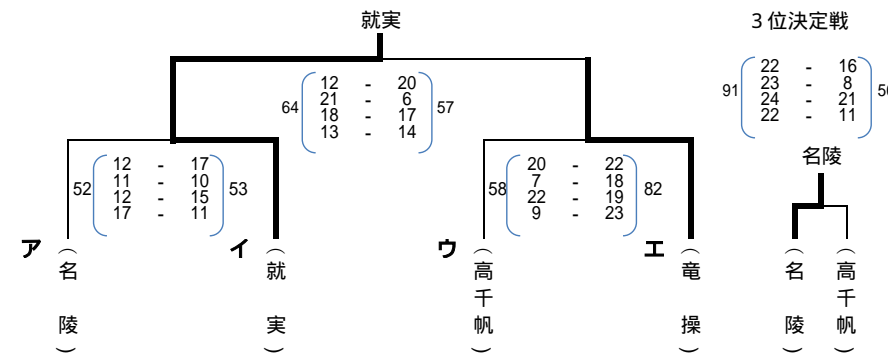 就実
3位決定戦
22 - 16
23 - 8
24 - 21
22 - 11
91
12 - 20
21 - 6
18 - 17
13 - 14
64
57
名陵
12 - 17
11 - 10
12 - 15
17 - 11
52
53
20 - 22
7 - 18
22 - 19
9 - 23
58
82
ア
(名陵)
イ
(就実)
ウ
(高千帆)
エ
(竜操)
(名陵)
(高千帆)